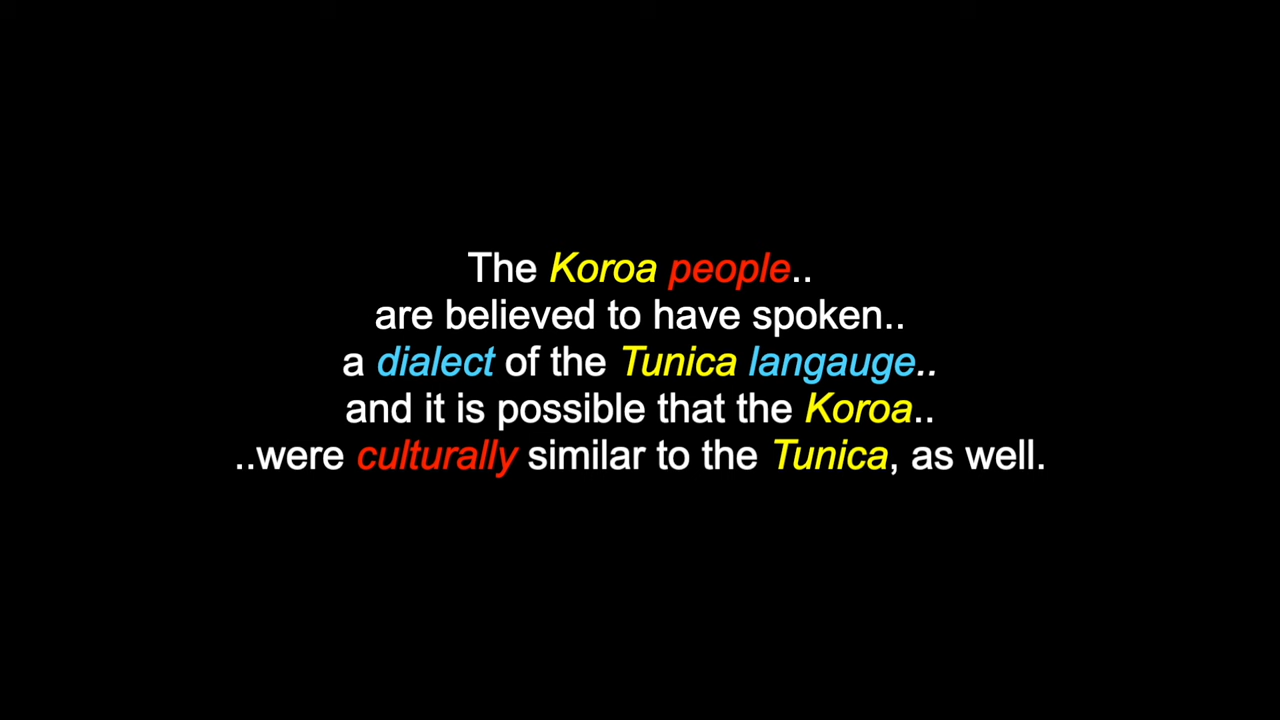 The Koroa people..
are believed to have spoken..
a dialect of the Tunica langauge..
and it is possible that the Koroa..
..were culturally similar to the Tunica, as well.